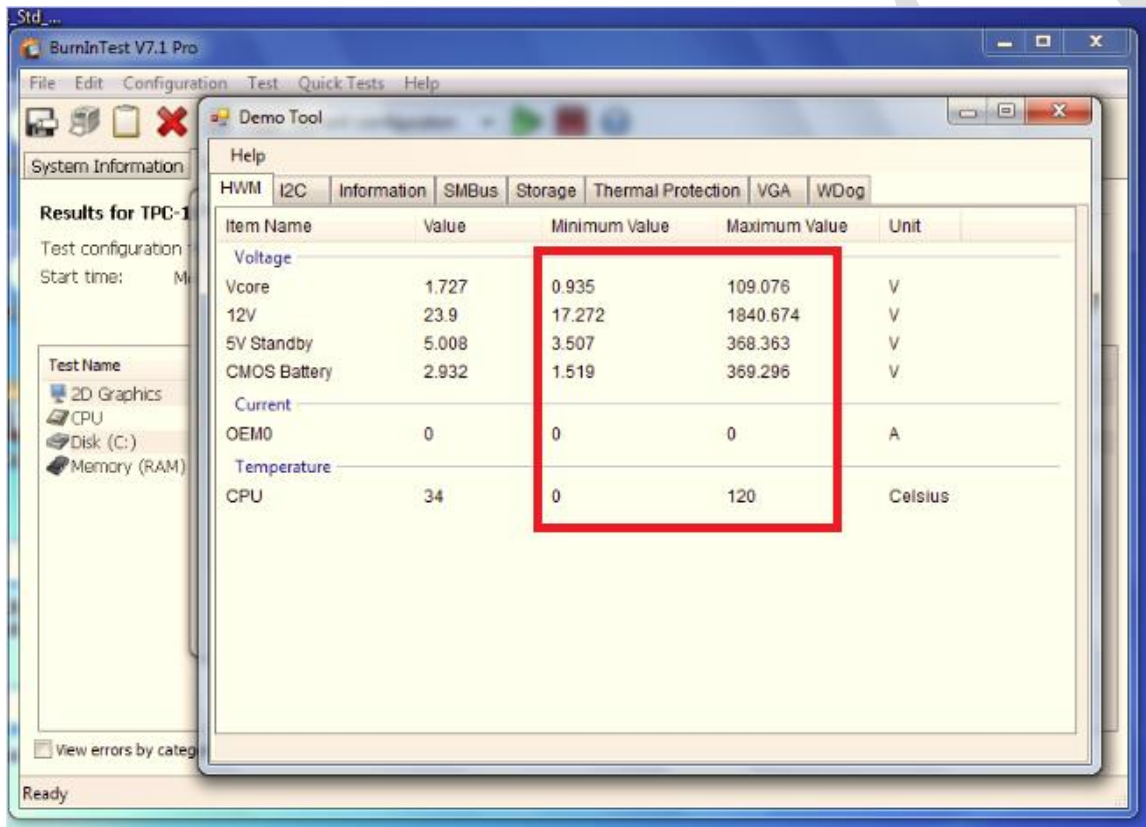 _Std_...
BurnInTest V7.1 Pro
File Edit Configuration Test Quick Tests Help
Demo Tool
Help
System Information
HWM I2C Information SMBus Storage Thermal Protection VGA WDog
Results for TPC-1
Item Name Value Minimum Value Maximum Value Unit
Test configuration
Voltage
Start time:
Vcore 1.727 0.935 109.076 V
12V 23.9 17.272 1840.674 V
5V Standby 5.008 3.507 368.363 V
CMOS Battery 2.932 1.519 369.296 V
Test Name
2D Graphics
CPU
Disk (C:)
Memory (RAM)
Current
OEM0 0 0 0 A
Temperature
CPU 34 0 120 Celsius
View errors by categ
Ready